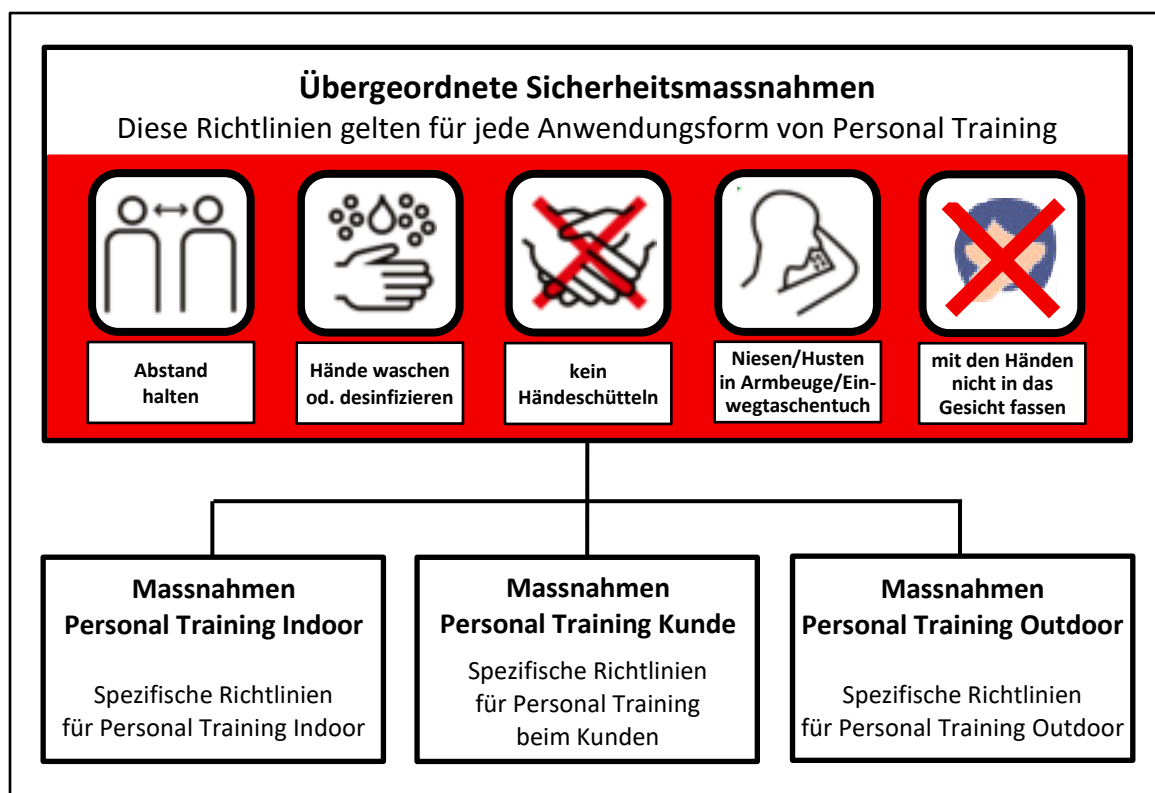 Übergeordnete Sicherheitsmassnahmen
Diese Richtlinien gelten für jede Anwendungsform von Personal Training
Abstand
halten
Hände waschen
od. desinfizieren
kein
Händeschütteln
Niesen/Husten
in Armbeuge/Ein-
wegtaschentuch
mit den Händen
nicht in das
Gesicht fassen
Massnahmen
Personal Training Indoor
Spezifische Richtlinien
für Personal Training Indoor
Massnahmen
Personal Training Kunde
Spezifische Richtlinien
für Personal Training
beim Kunden
Massnahmen
Personal Training Outdoor
Spezifische Richtlinien
für Personal Training Outdoor